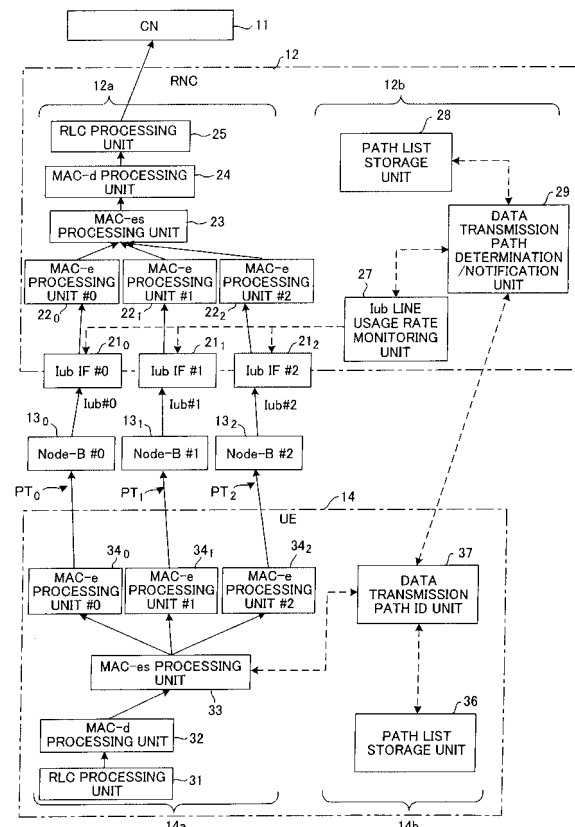 CN
11
12
RNC
12a
12b
RLC PROCESSING
UNIT
25
MAC-d PROCESSING
UNIT
24
MAC-es
PROCESSING UNIT
23
28
PATH LIST
STORAGE
UNIT
29
DATA
TRANSMISSION
PATH
DETERMINATION
/NOTIFICATION
UNIT
MAC-e
PROCESSING
UNIT #0
MAC-e
PROCESSING
UNIT #1
MAC-e
PROCESSING
UNIT #2
22₀
22₁
22₂
27
Iub LINE
USAGE RATE
MONITORING
UNIT
21₀
21₁
21₂
Iub IF #0
Iub IF #1
Iub IF #2
Iub#0
Iub#1
Iub#2
13₀
13₁
13₂
Node-B #0
Node-B #1
Node-B #2
PT₀
PT₁
PT₂
14
UE
34₀
34₁
34₂
MAC-e
PROCESSING
UNIT#0
MAC-e
PROCESSING
UNIT #1
MAC-e
PROCESSING
UNIT #2
37
DATA
TRANSMISSION
PATH ID UNIT
MAC-es PROCESSING
UNIT
33
MAC-d
PROCESSING UNIT
32
36
PATH LIST
STORAGE UNIT
RLC PROCESSING
UNIT
31
14a
14b